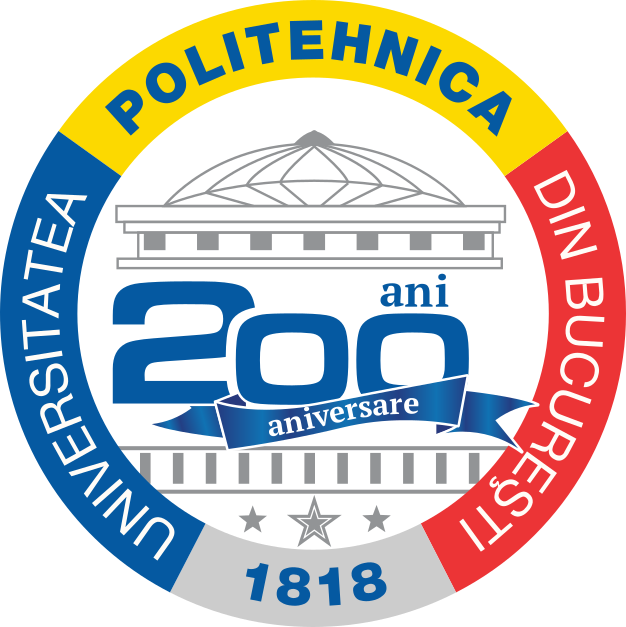 UNIVERSITATEA
POLITEHNICA
DIN BUCUREȘTI
ani
200
aniversare
1818